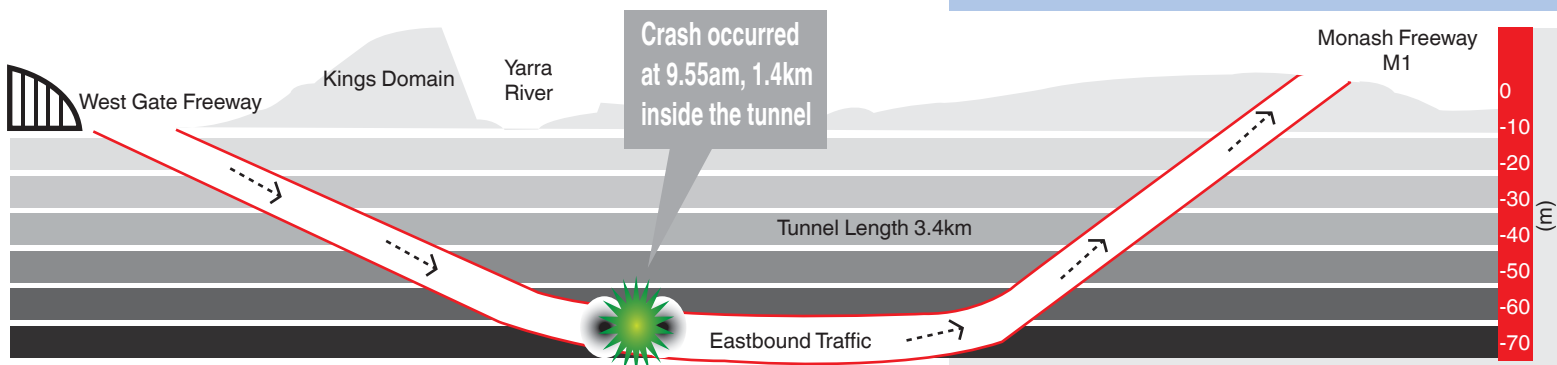 West Gate Freeway
Kings Domain
Yarra
River
Crash occurred
at 9.55am, 1.4km
inside the tunnel
Tunnel Length 3.4km
Eastbound Traffic
Monash Freeway
M1
0
-10
-20
-30
-40
-50
-60
-70
(m)